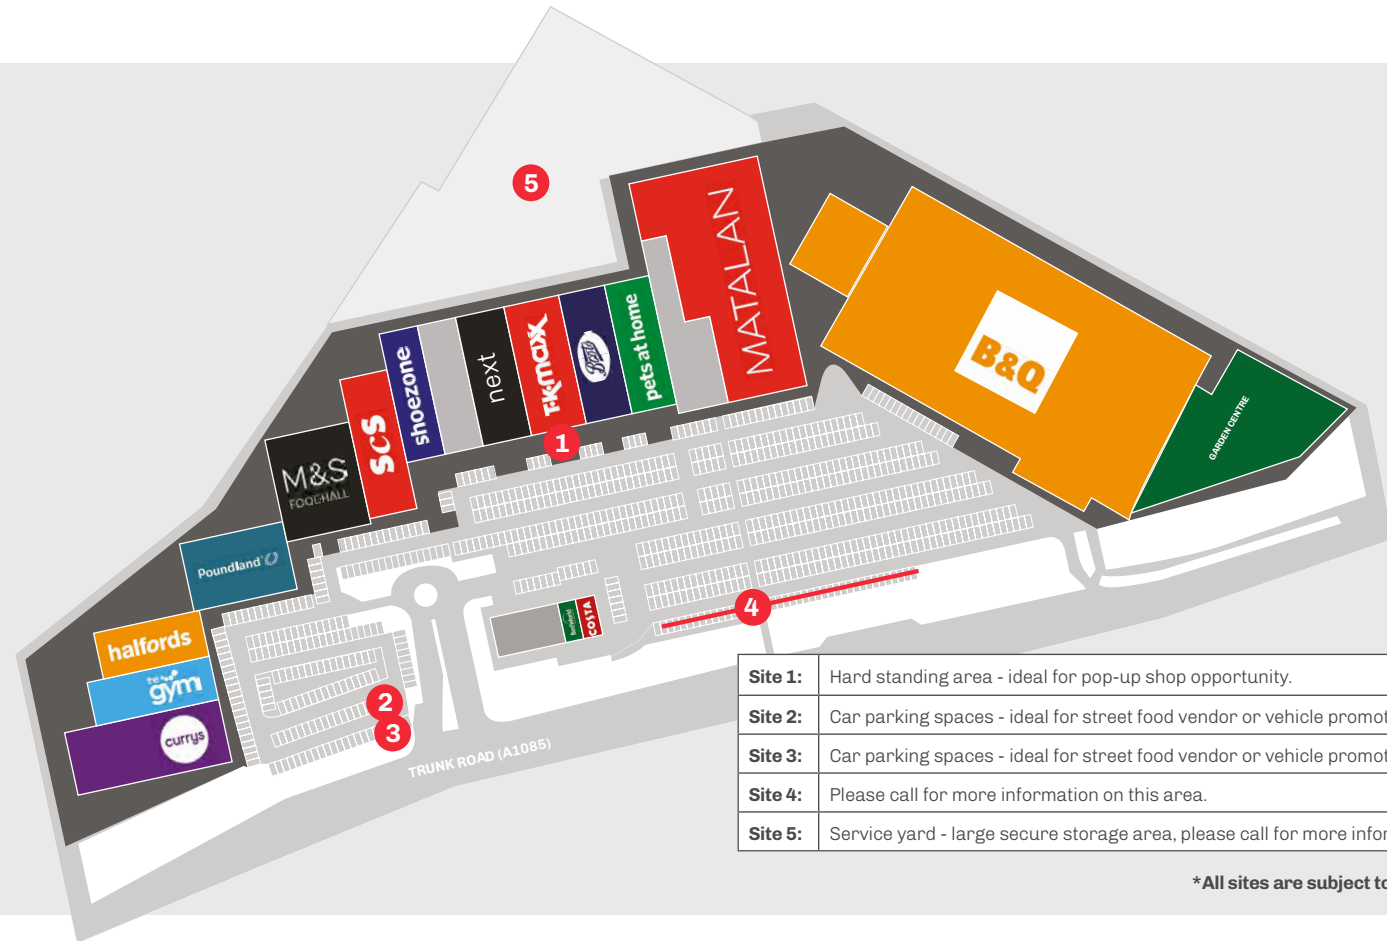 5
MATALAN
B&Q
GARDEN CENTRE
pets at home
Boots
TK·maxx
next
shoezone
SCS
M&S
FOODHALL
1
Poundland
halfords
the
gym
currys
COSTA
2
3
4
TRUNK ROAD (A1085)
Site 1: Hard standing area - ideal for pop-up shop opportunity.
Site 2: Car parking spaces - ideal for street food vendor or vehicle promot
Site 3: Car parking spaces - ideal for street food vendor or vehicle promot
Site 4: Please call for more information on this area.
Site 5: Service yard - large secure storage area, please call for more infor
*All sites are subject to